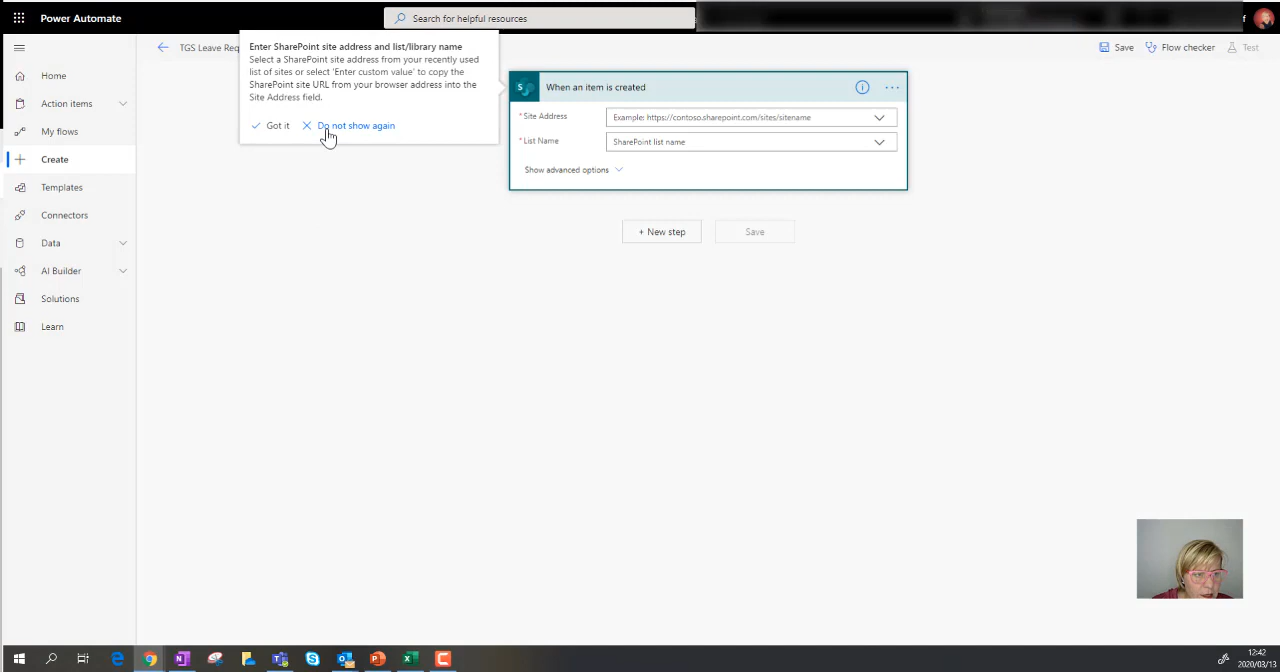 Power Automate
Search for helpful resources
f
TGS Leave Req
Save
Flow checker
Test
Home
Action items
My flows
Create
Templates
Connectors
Data
AI Builder
Solutions
Learn
Enter SharePoint site address and list/library name
Select a SharePoint site address from your recently used
list of sites or select 'Enter custom value' to copy the
SharePoint site URL from your browser address into the
Site Address field.
Got it
Do not show again
When an item is created
* Site Address
Example: https://contoso.sharepoint.com/sites/sitename
* List Name
SharePoint list name
Show advanced options
+ New step
Save
12:42
2020/03/13